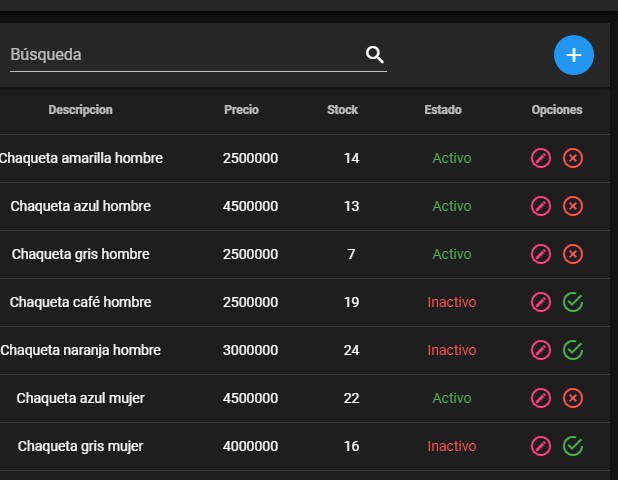 Búsqueda
Descripcion Precio Stock Estado Opciones
Chaqueta amarilla hombre 2500000 14 Activo
Chaqueta azul hombre 4500000 13 Activo
Chaqueta gris hombre 2500000 7 Activo
Chaqueta café hombre 2500000 19 Inactivo
Chaqueta naranja hombre 3000000 24 Inactivo
Chaqueta azul mujer 4500000 22 Activo
Chaqueta gris mujer 4000000 16 Inactivo